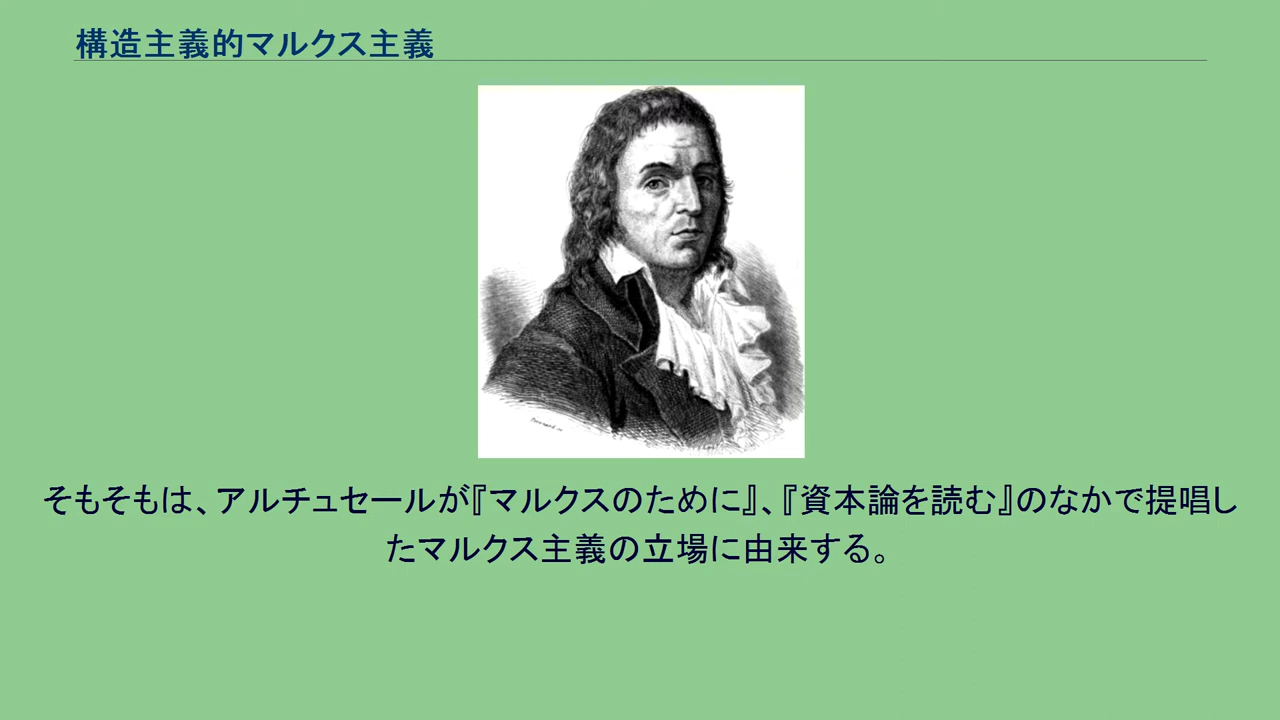 構造主義的マルクス主義
そもそもは、アルチュセールが『マルクスのために』、『資本論を読む』のなかで提唱し
たマルクス主義の立場に由来する。